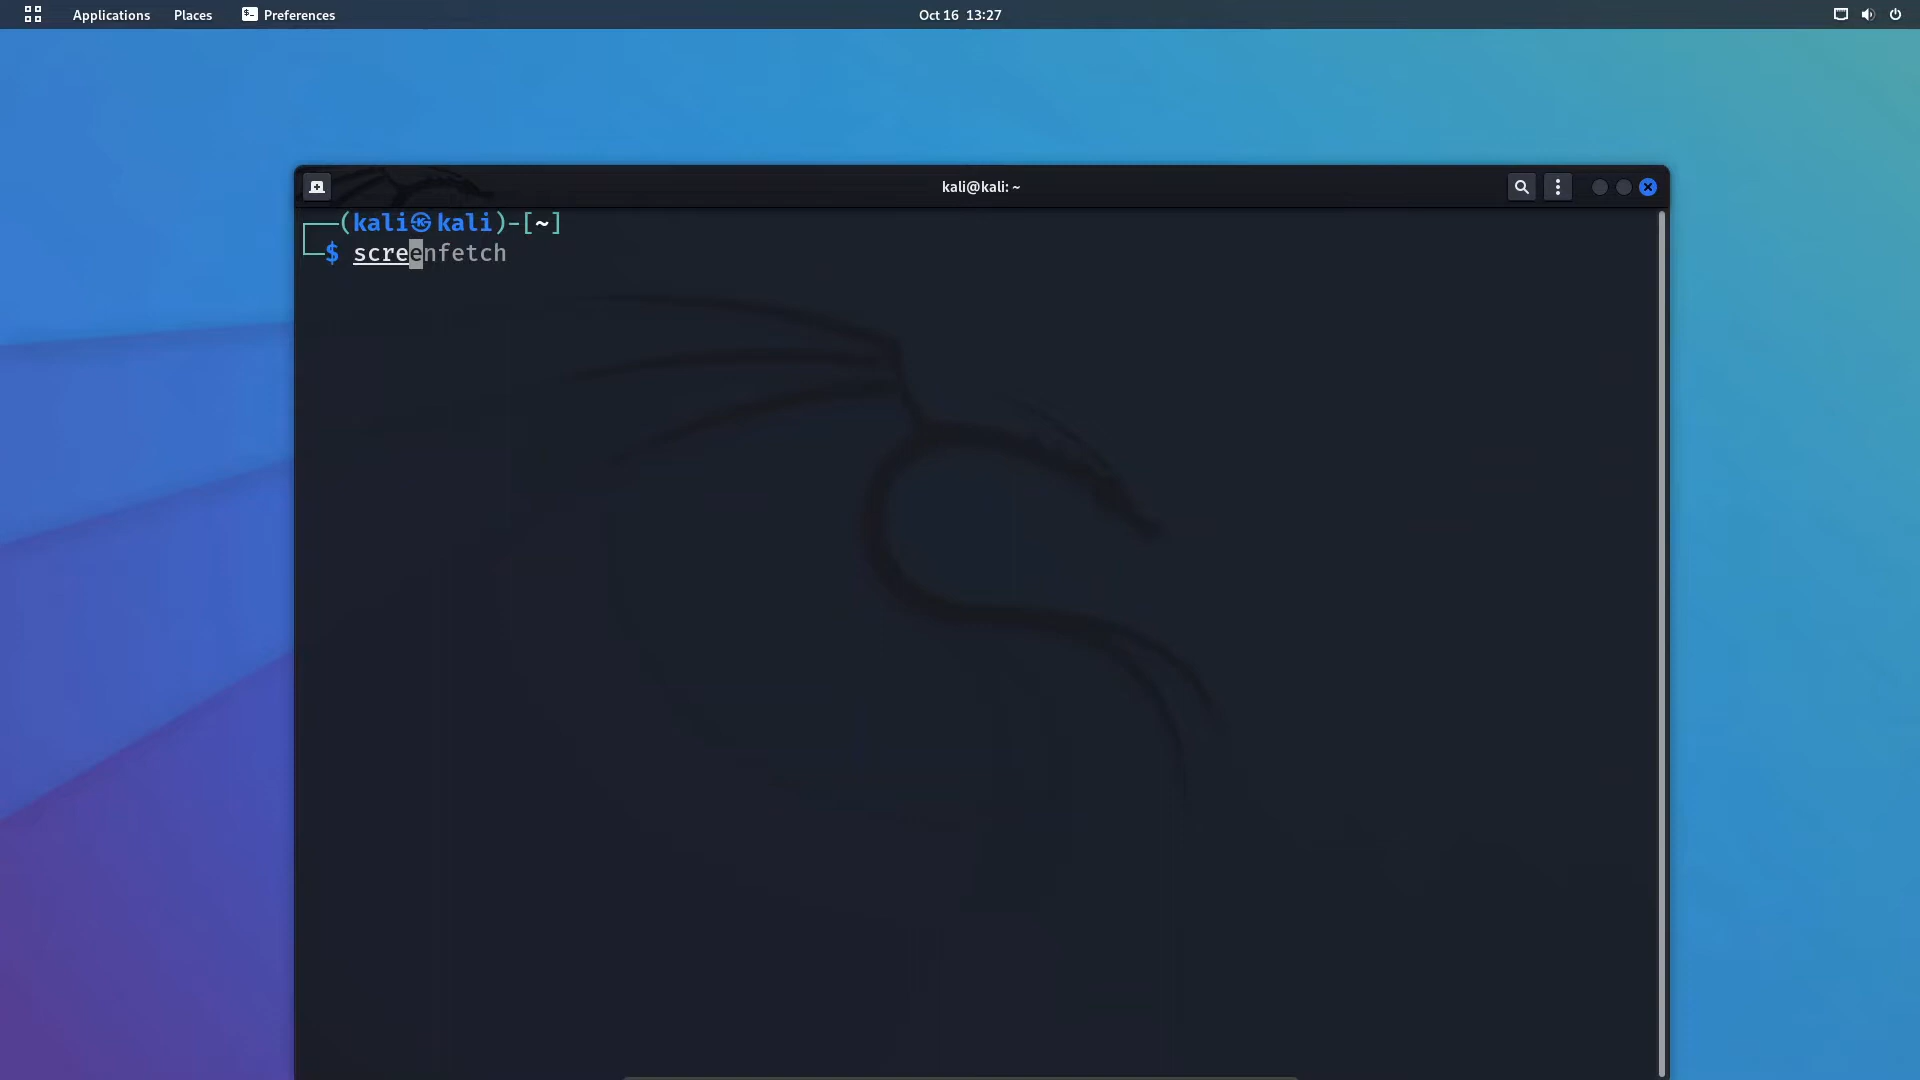 Applications Places Preferences Oct 16 13:27
kali@kali: ~
(kali㉿kali)-[~]
$ screenfetch